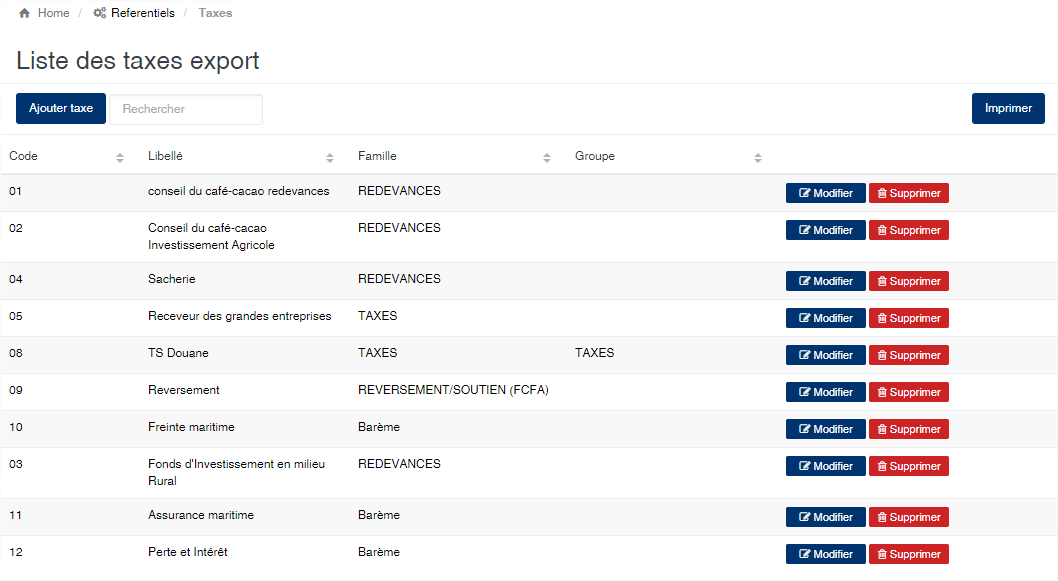 Home / Referentiels / Taxes
Liste des taxes export
Ajouter taxe Rechercher Imprimer
Code Libellé Famille Groupe
01 conseil du café-cacao redevances REDEVANCES Modifier Supprimer
02 Conseil du café-cacao REDEVANCES Modifier Supprimer
Investissement Agricole
04 Sacherie REDEVANCES Modifier Supprimer
05 Receveur des grandes entreprises TAXES Modifier Supprimer
08 TS Douane TAXES TAXES Modifier Supprimer
09 Reversement REVERSEMENT/SOUTIEN (FCFA) Modifier Supprimer
10 Freinte maritime Barème Modifier Supprimer
03 Fonds d'Investissement en milieu REDEVANCES Modifier Supprimer
Rural
11 Assurance maritime Barème Modifier Supprimer
12 Perte et Intérêt Barème Modifier Supprimer